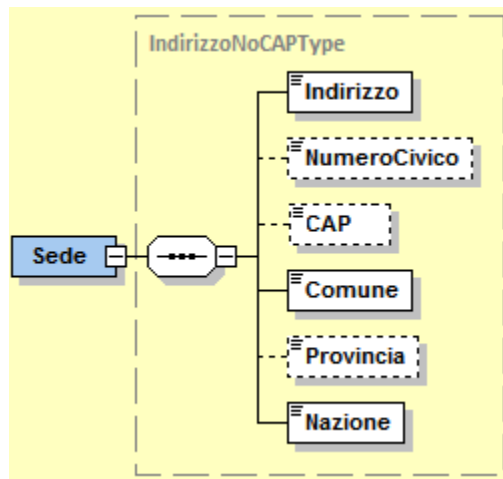 IndirizzoNoCAPType
Indirizzo
NumeroCivico
CAP
Sede
Comune
Provincia
Nazione